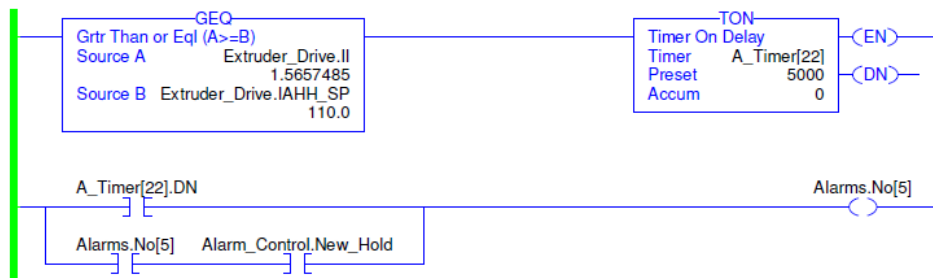 GEQ
Grtr Than or Eql (A>=B)
Source A Extruder_Drive.II
1.5657485
Source B Extruder_Drive.IAHH_SP
110.0
TON
Timer On Delay
Timer A_Timer[22]
Preset 5000
Accum 0
EN
DN
A_Timer[22].DN
Alarms.No[5]
Alarms.No[5] Alarm_Control.New_Hold